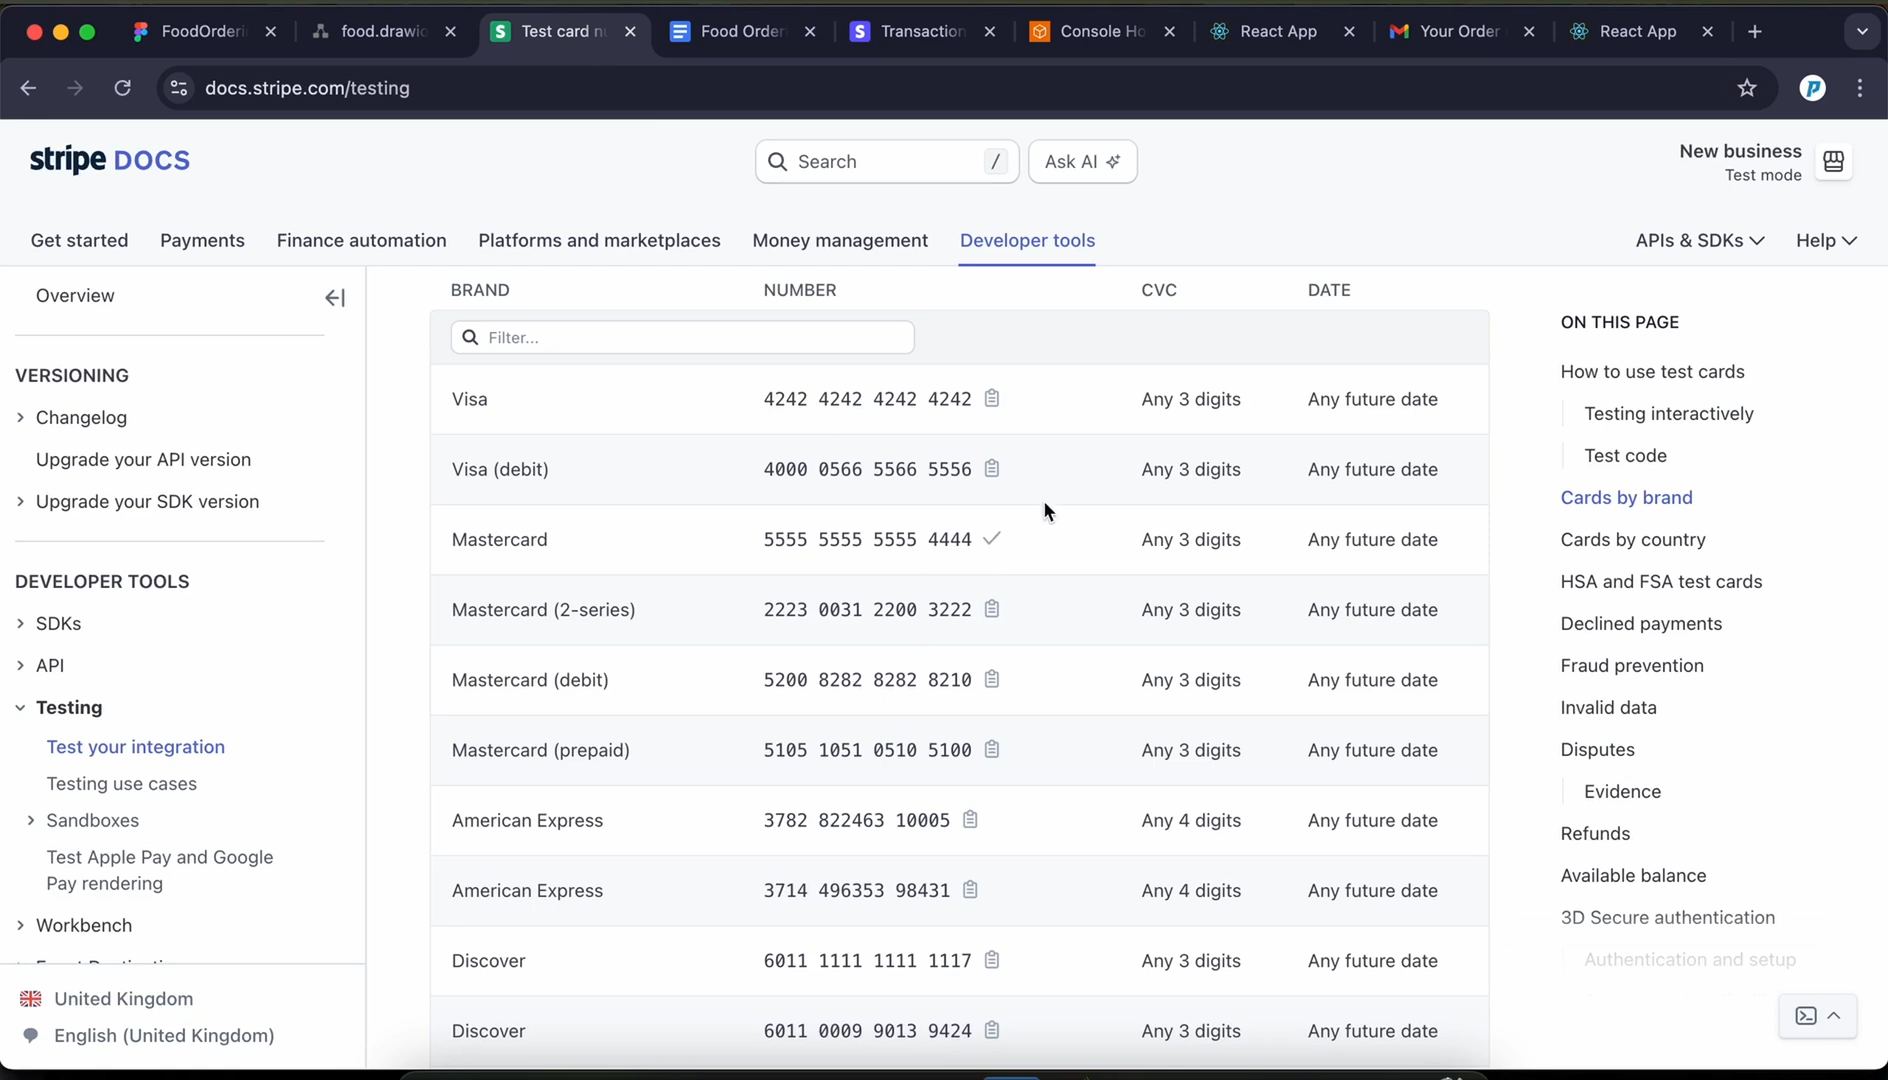 FoodOrderi
food.drawio
Test card nu
Food Order
Transaction
Console Ho
React App
Your Order
React App
docs.stripe.com/testing
stripe DOCS
Search /
Ask AI
New business
Test mode
Get started
Payments
Finance automation
Platforms and marketplaces
Money management
Developer tools
APIs & SDKs
Help
Overview
VERSIONING
Changelog
Upgrade your API version
Upgrade your SDK version
DEVELOPER TOOLS
SDKs
API
Testing
Test your integration
Testing use cases
Sandboxes
Test Apple Pay and Google
Pay rendering
Workbench
United Kingdom
English (United Kingdom)
BRAND NUMBER CVC DATE
Filter...
Visa 4242 4242 4242 4242 Any 3 digits Any future date
Visa (debit) 4000 0566 5566 5556 Any 3 digits Any future date
Mastercard 5555 5555 5555 4444 Any 3 digits Any future date
Mastercard (2-series) 2223 0031 2200 3222 Any 3 digits Any future date
Mastercard (debit) 5200 8282 8282 8210 Any 3 digits Any future date
Mastercard (prepaid) 5105 1051 0510 5100 Any 3 digits Any future date
American Express 3782 822463 10005 Any 4 digits Any future date
American Express 3714 496353 98431 Any 4 digits Any future date
Discover 6011 1111 1111 1117 Any 3 digits Any future date
Discover 6011 0009 9013 9424 Any 3 digits Any future date
ON THIS PAGE
How to use test cards
Testing interactively
Test code
Cards by brand
Cards by country
HSA and FSA test cards
Declined payments
Fraud prevention
Invalid data
Disputes
Evidence
Refunds
Available balance
3D Secure authentication
Authentication and setup